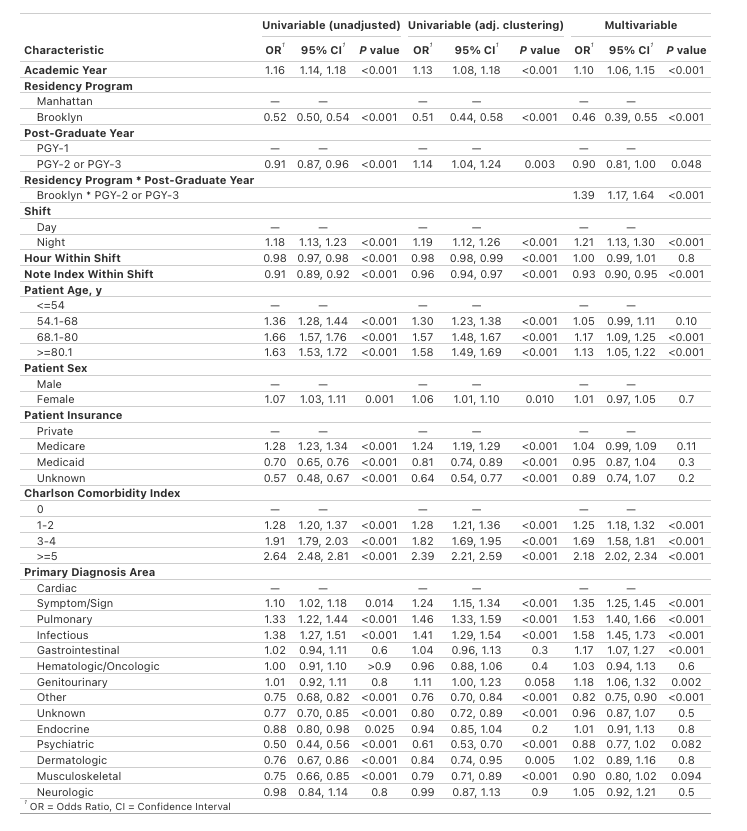 Univariable (unadjusted) Univariable (adj. clustering) Multivariable
Characteristic OR¹ 95% CI¹ P value OR¹ 95% CI¹ P value OR¹ 95% CI¹ P value
Academic Year 1.16 1.14, 1.18 <0.001 1.13 1.08, 1.18 <0.001 1.10 1.06, 1.15 <0.001
Residency Program
Manhattan — — — — — —
Brooklyn 0.52 0.50, 0.54 <0.001 0.51 0.44, 0.58 <0.001 0.46 0.39, 0.55 <0.001
Post-Graduate Year
PGY-1 — — — — — —
PGY-2 or PGY-3 0.91 0.87, 0.96 <0.001 1.14 1.04, 1.24 0.003 0.90 0.81, 1.00 0.048
Residency Program * Post-Graduate Year
Brooklyn * PGY-2 or PGY-3 1.39 1.17, 1.64 <0.001
Shift
Day — — — — — —
Night 1.18 1.13, 1.23 <0.001 1.19 1.12, 1.26 <0.001 1.21 1.13, 1.30 <0.001
Hour Within Shift 0.98 0.97, 0.98 <0.001 0.98 0.98, 0.99 <0.001 1.00 0.99, 1.01 0.8
Note Index Within Shift 0.91 0.89, 0.92 <0.001 0.96 0.94, 0.97 <0.001 0.93 0.90, 0.95 <0.001
Patient Age, y
<=54 — — — — — —
54.1-68 1.36 1.28, 1.44 <0.001 1.30 1.23, 1.38 <0.001 1.05 0.99, 1.11 0.10
68.1-80 1.66 1.57, 1.76 <0.001 1.57 1.48, 1.67 <0.001 1.17 1.09, 1.25 <0.001
>=80.1 1.63 1.53, 1.72 <0.001 1.58 1.49, 1.69 <0.001 1.13 1.05, 1.22 <0.001
Patient Sex
Male — — — — — —
Female 1.07 1.03, 1.11 0.001 1.06 1.01, 1.10 0.010 1.01 0.97, 1.05 0.7
Patient Insurance
Private — — — — — —
Medicare 1.28 1.23, 1.34 <0.001 1.24 1.19, 1.29 <0.001 1.04 0.99, 1.09 0.11
Medicaid 0.70 0.65, 0.76 <0.001 0.81 0.74, 0.89 <0.001 0.95 0.87, 1.04 0.3
Unknown 0.57 0.48, 0.67 <0.001 0.64 0.54, 0.77 <0.001 0.89 0.74, 1.07 0.2
Charlson Comorbidity Index
0 — — — — — —
1-2 1.28 1.20, 1.37 <0.001 1.28 1.21, 1.36 <0.001 1.25 1.18, 1.32 <0.001
3-4 1.91 1.79, 2.03 <0.001 1.82 1.69, 1.95 <0.001 1.69 1.58, 1.81 <0.001
>=5 2.64 2.48, 2.81 <0.001 2.39 2.21, 2.59 <0.001 2.18 2.02, 2.34 <0.001
Primary Diagnosis Area
Cardiac — — — — — —
Symptom/Sign 1.10 1.02, 1.18 0.014 1.24 1.15, 1.34 <0.001 1.35 1.25, 1.45 <0.001
Pulmonary 1.33 1.22, 1.44 <0.001 1.46 1.33, 1.59 <0.001 1.53 1.40, 1.66 <0.001
Infectious 1.38 1.27, 1.51 <0.001 1.41 1.29, 1.54 <0.001 1.58 1.45, 1.73 <0.001
Gastrointestinal 1.02 0.94, 1.11 0.6 1.04 0.96, 1.13 0.3 1.17 1.07, 1.27 <0.001
Hematologic/Oncologic 1.00 0.91, 1.10 >0.9 0.96 0.88, 1.06 0.4 1.03 0.94, 1.13 0.6
Genitourinary 1.01 0.92, 1.11 0.8 1.11 1.00, 1.23 0.058 1.18 1.06, 1.32 0.002
Other 0.75 0.68, 0.82 <0.001 0.76 0.70, 0.84 <0.001 0.82 0.75, 0.90 <0.001
Unknown 0.77 0.70, 0.85 <0.001 0.80 0.72, 0.89 <0.001 0.96 0.87, 1.07 0.5
Endocrine 0.88 0.80, 0.98 0.025 0.94 0.85, 1.04 0.2 1.01 0.91, 1.13 0.8
Psychiatric 0.50 0.44, 0.56 <0.001 0.61 0.53, 0.70 <0.001 0.88 0.77, 1.02 0.082
Dermatologic 0.76 0.67, 0.86 <0.001 0.84 0.74, 0.95 0.005 1.02 0.89, 1.16 0.8
Musculoskeletal 0.75 0.66, 0.85 <0.001 0.79 0.71, 0.89 <0.001 0.90 0.80, 1.02 0.094
Neurologic 0.98 0.84, 1.14 0.8 0.99 0.87, 1.13 0.9 1.05 0.92, 1.21 0.5
¹ OR = Odds Ratio, CI = Confidence Interval